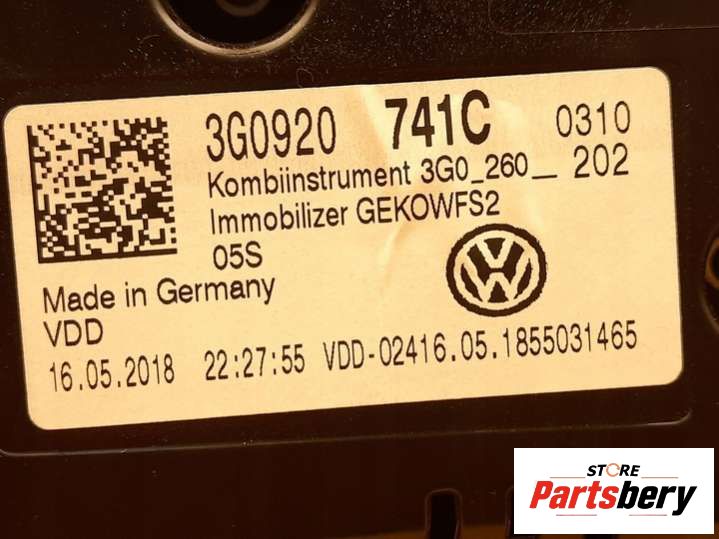 3G0920 741C 0310
Kombiinstrument 3G0_260__ 202
Immobilizer GEKOWFS2
05S
Made in Germany
VDD
16.05.2018 22:27:55 VDD-02416.05.1855031465
STORE
Partsbery